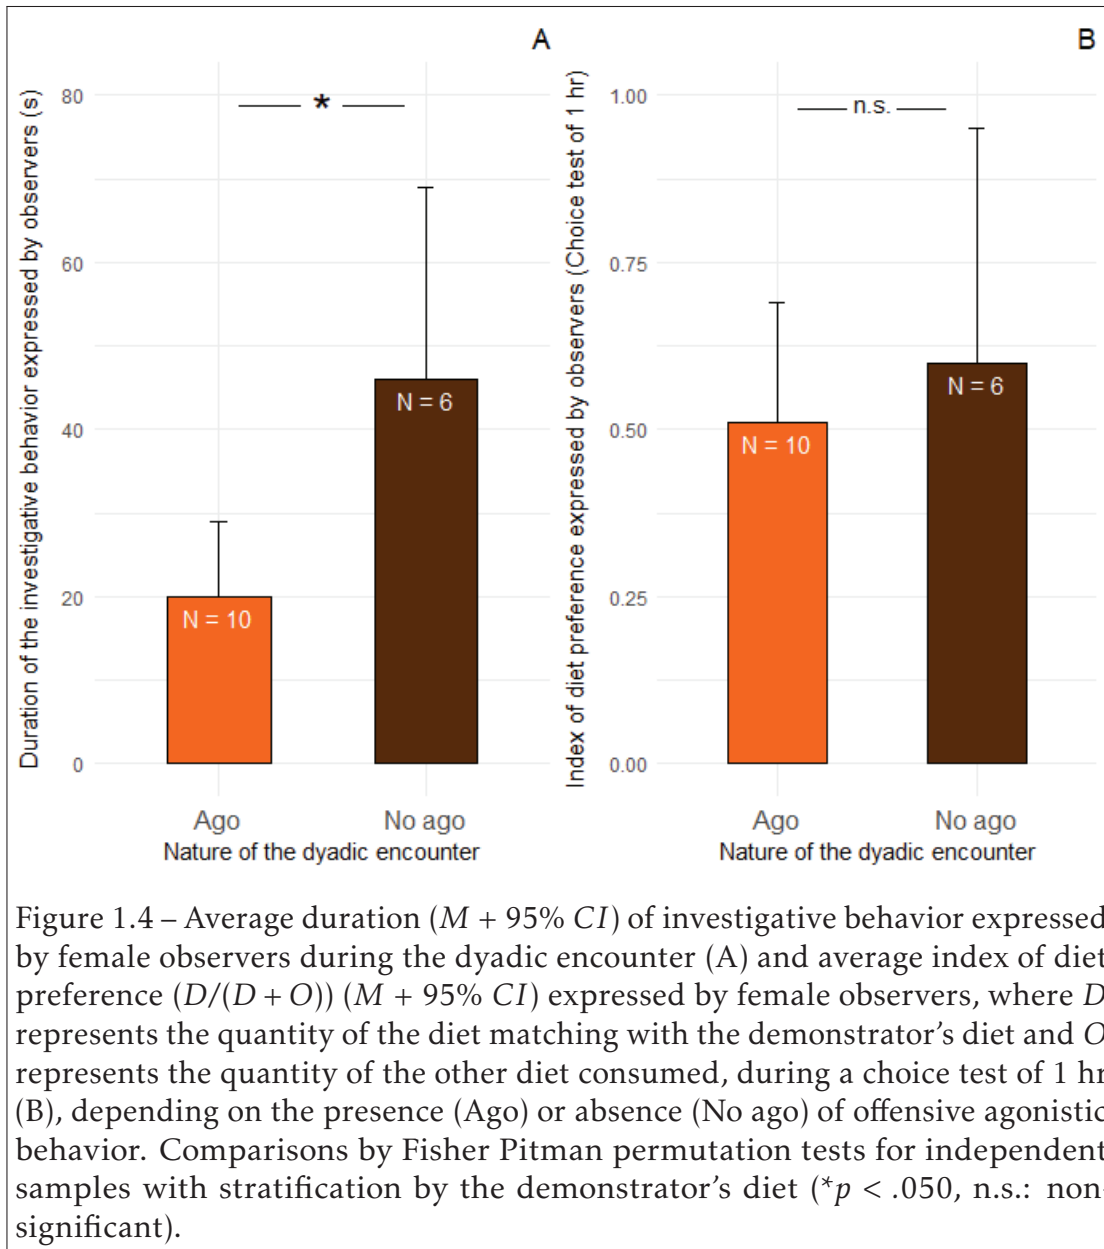 A
Duration of the investigative behavior expressed by observers (s)
80
60
40
20
0
*
N = 10
N = 6
Ago
No ago
Nature of the dyadic encounter
B
Index of diet preference expressed by observers (Choice test of 1 hr)
1.00
0.75
0.50
0.25
0.00
n.s.
N = 10
N = 6
Ago
No ago
Nature of the dyadic encounter
Figure 1.4 – Average duration (M + 95% CI) of investigative behavior expressed
by female observers during the dyadic encounter (A) and average index of diet
preference (D/(D + O)) (M + 95% CI) expressed by female observers, where D
represents the quantity of the diet matching with the demonstrator's diet and O
represents the quantity of the other diet consumed, during a choice test of 1 hr
(B), depending on the presence (Ago) or absence (No ago) of offensive agonistic
behavior. Comparisons by Fisher Pitman permutation tests for independent
samples with stratification by the demonstrator's diet (*p < .050, n.s.: non-
significant).